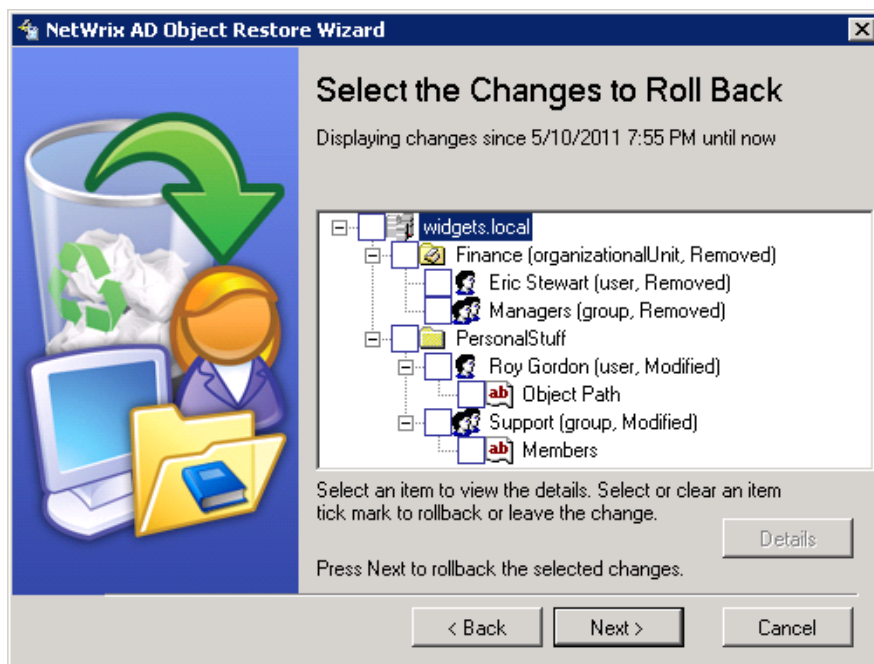 NetWrix AD Object Restore Wizard
Select the Changes to Roll Back
Displaying changes since 5/10/2011 7:55 PM until now
widgets.local
Finance (organizationalUnit, Removed)
Eric Stewart (user, Removed)
Managers (group, Removed)
PersonalStuff
Roy Gordon (user, Modified)
ab Object Path
Support (group, Modified)
ab Members
Select an item to view the details. Select or clear an item
tick mark to rollback or leave the change.
Details
Press Next to rollback the selected changes.
< Back Next > Cancel